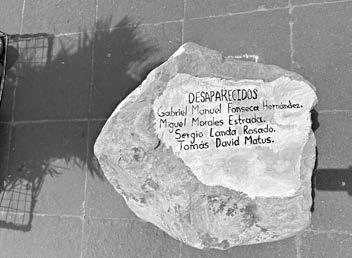 DESAPARECIDOS
Gabriel Manuel Fonseca Hernández.
Miguel Morales Estrada.
Sergio Landa Rosado.
Tomás David Matus.